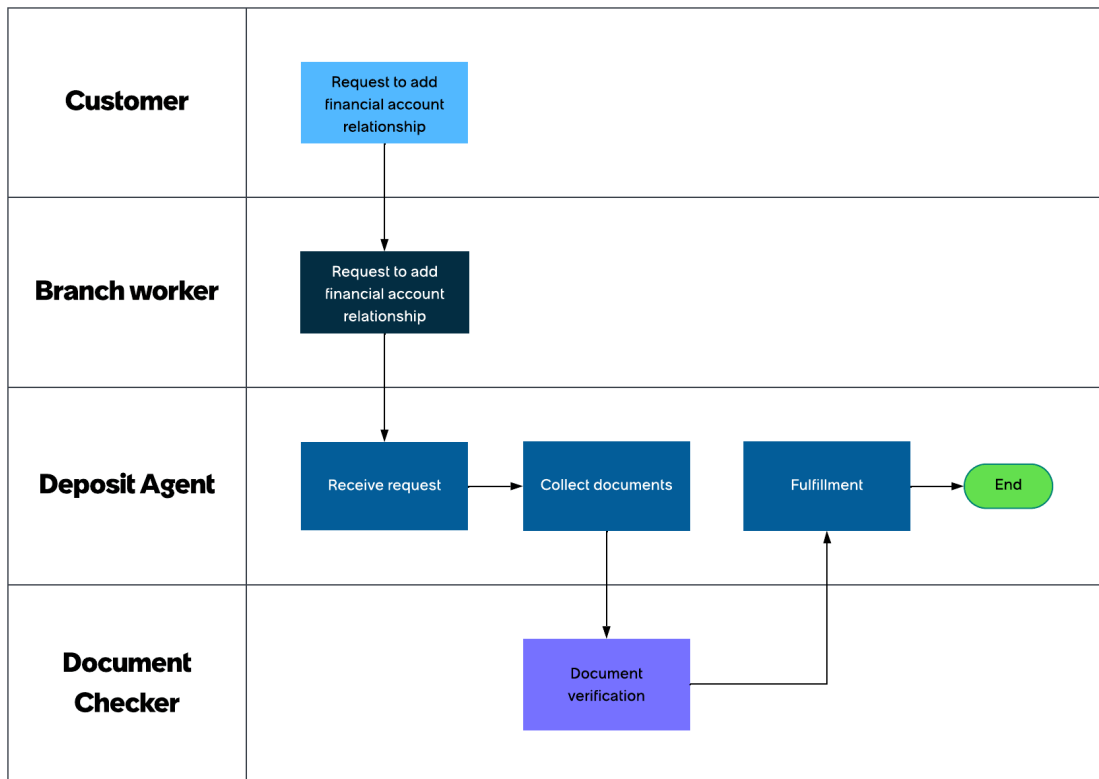 Customer
Request to add
financial account
relationship
Branch worker
Request to add
financial account
relationship
Deposit Agent
Receive request
Collect documents
Fulfillment
End
Document
Checker
Document
verification